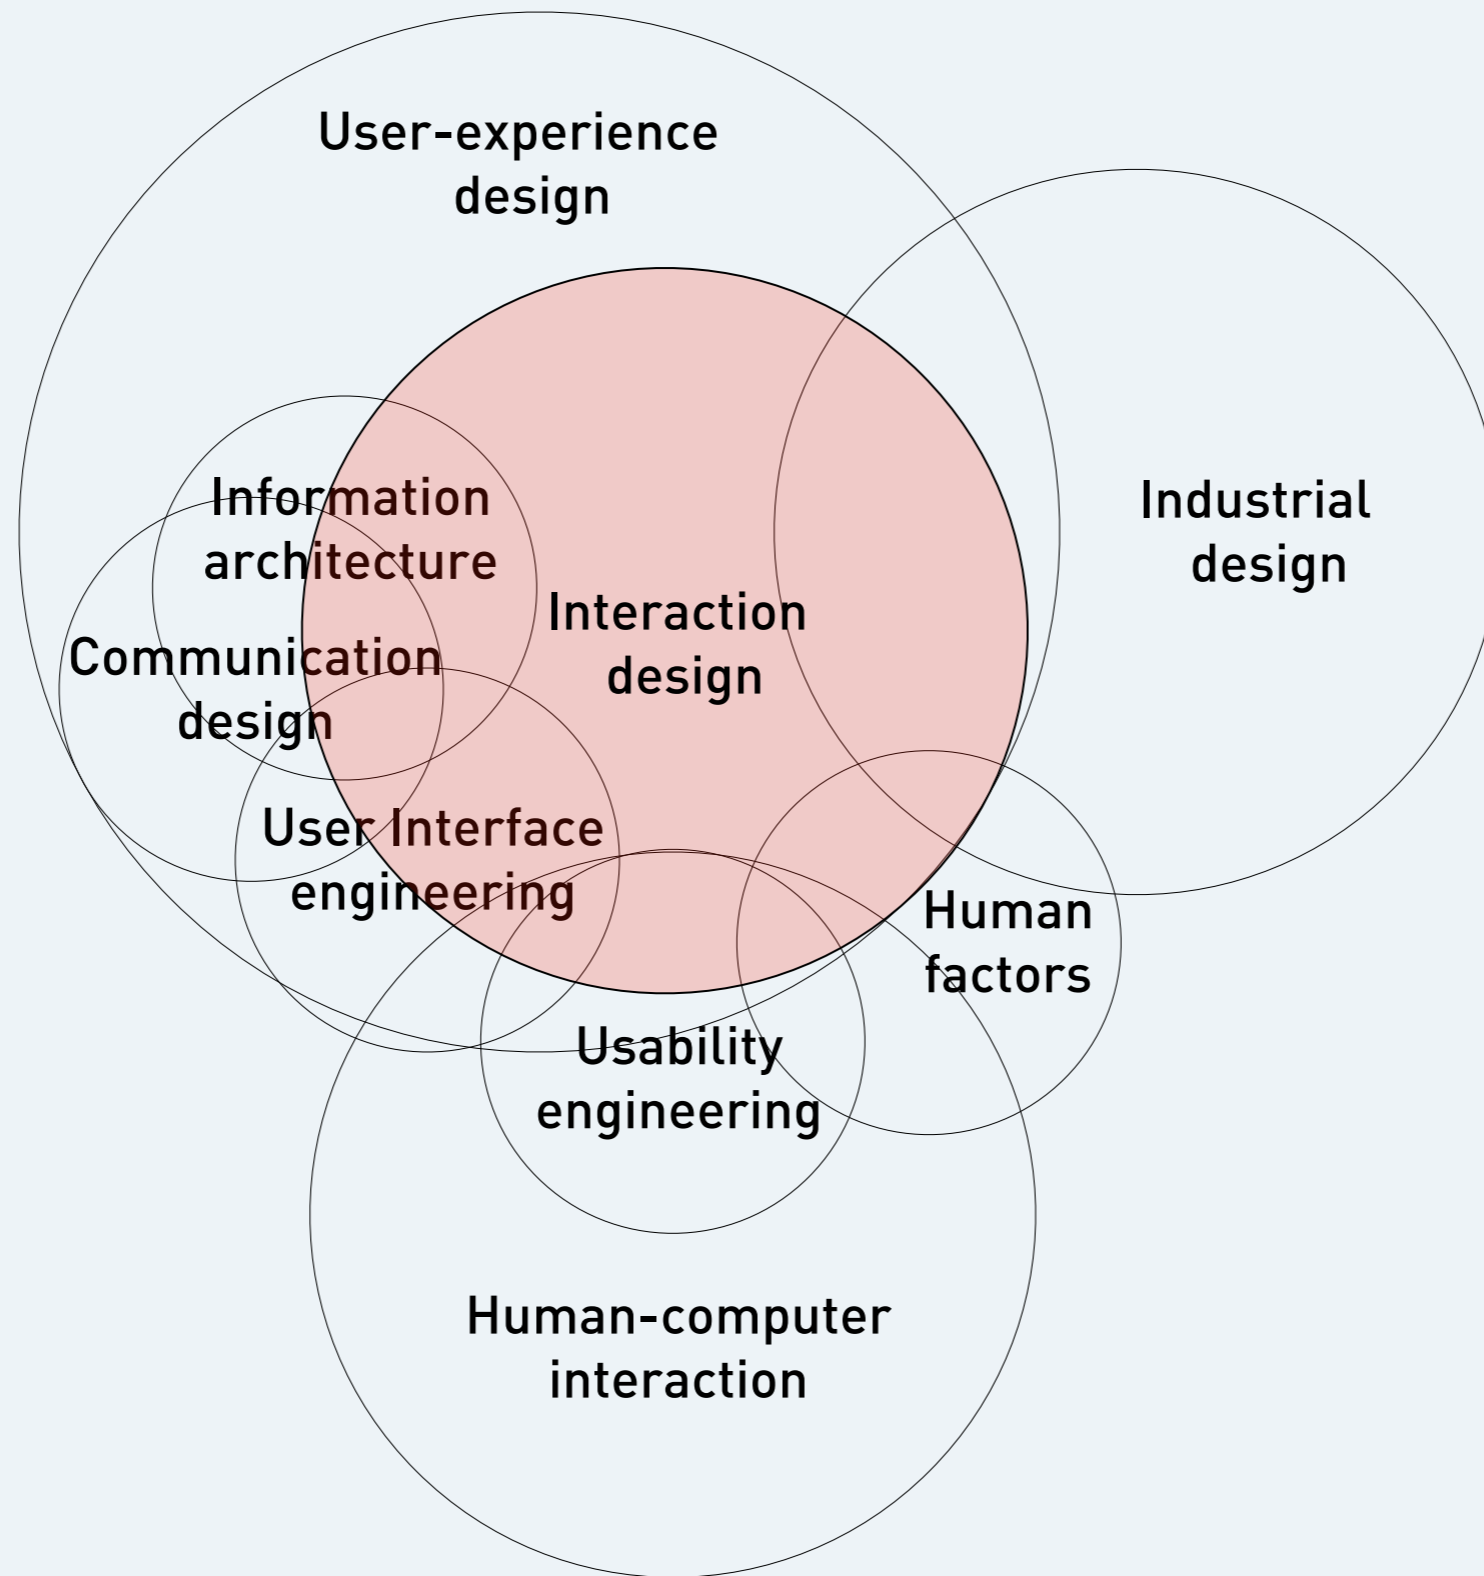 User-experience
design
Information
architecture
Industrial
design
Interaction
design
Communication
design
User Interface
engineering
Human
factors
Usability
engineering
Human-computer
interaction